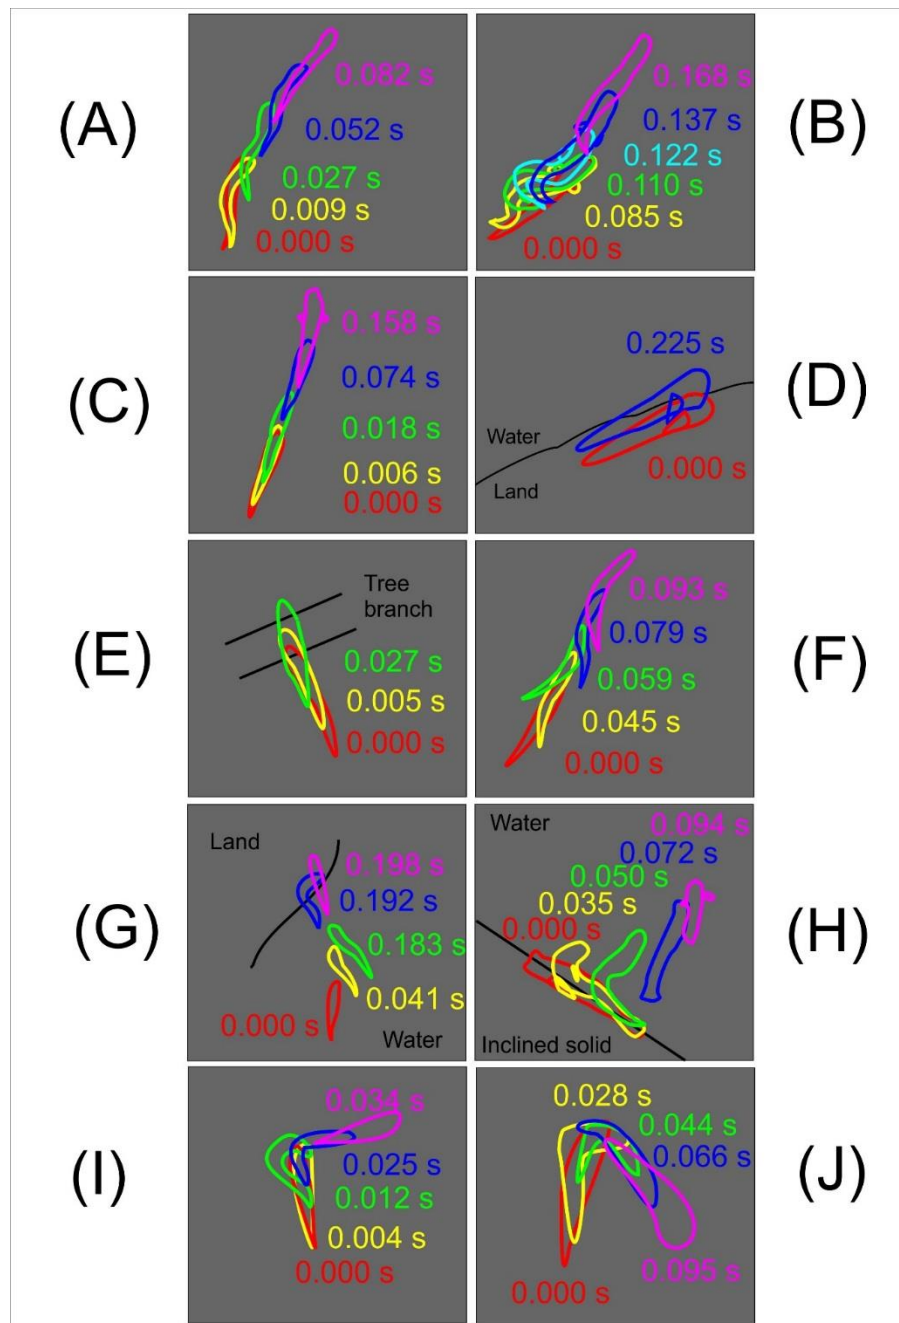 (A)
0.082 s
0.052 s
0.027 s
0.009 s
0.000 s
(B)
0.168 s
0.137 s
0.122 s
0.110 s
0.085 s
0.000 s
(C)
0.158 s
0.074 s
0.018 s
0.006 s
0.000 s
(D)
0.225 s
Water
0.000 s
Land
(E)
Tree
branch
0.027 s
0.005 s
0.000 s
(F)
0.093 s
0.079 s
0.059 s
0.045 s
0.000 s
(G)
Land
0.198 s
0.192 s
0.183 s
0.041 s
0.000 s
Water
(H)
Water
0.094 s
0.072 s
0.050 s
0.035 s
0.000 s
Inclined solid
(I)
0.034 s
0.025 s
0.012 s
0.004 s
0.000 s
(J)
0.028 s
0.044 s
0.066 s
0.095 s
0.000 s